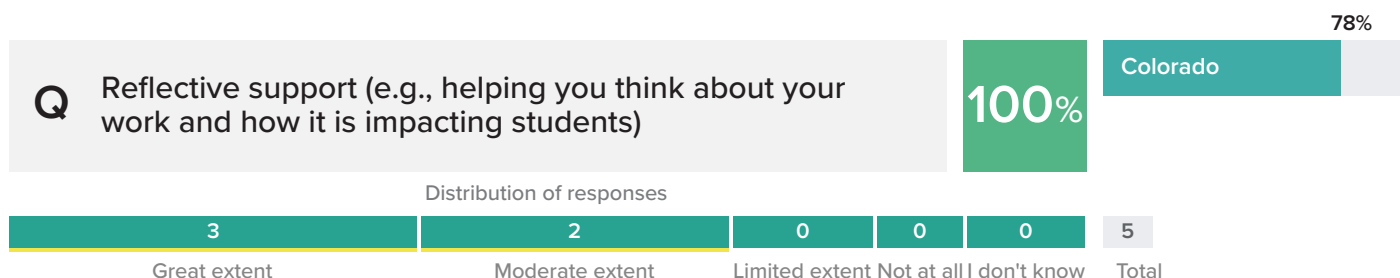 78%
Q Reflective support (e.g., helping you think about your
work and how it is impacting students)
100%
Colorado
Distribution of responses
3 2 0 0 0 5
Great extent Moderate extent Limited extent Not at all I don't know Total